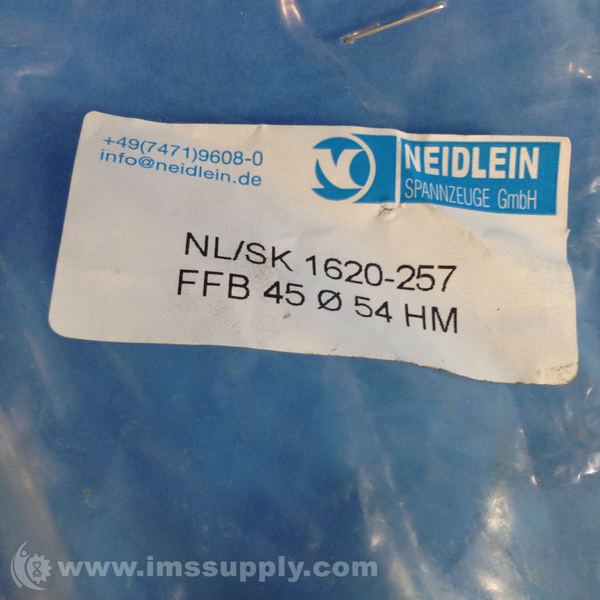 +49(7471)9608-0
info@neidlein.de
NEIDLEIN
SPANNZEUGE GmbH
NL/SK 1620-257
FFB 45 Ø 54 HM
www.imssupply.com